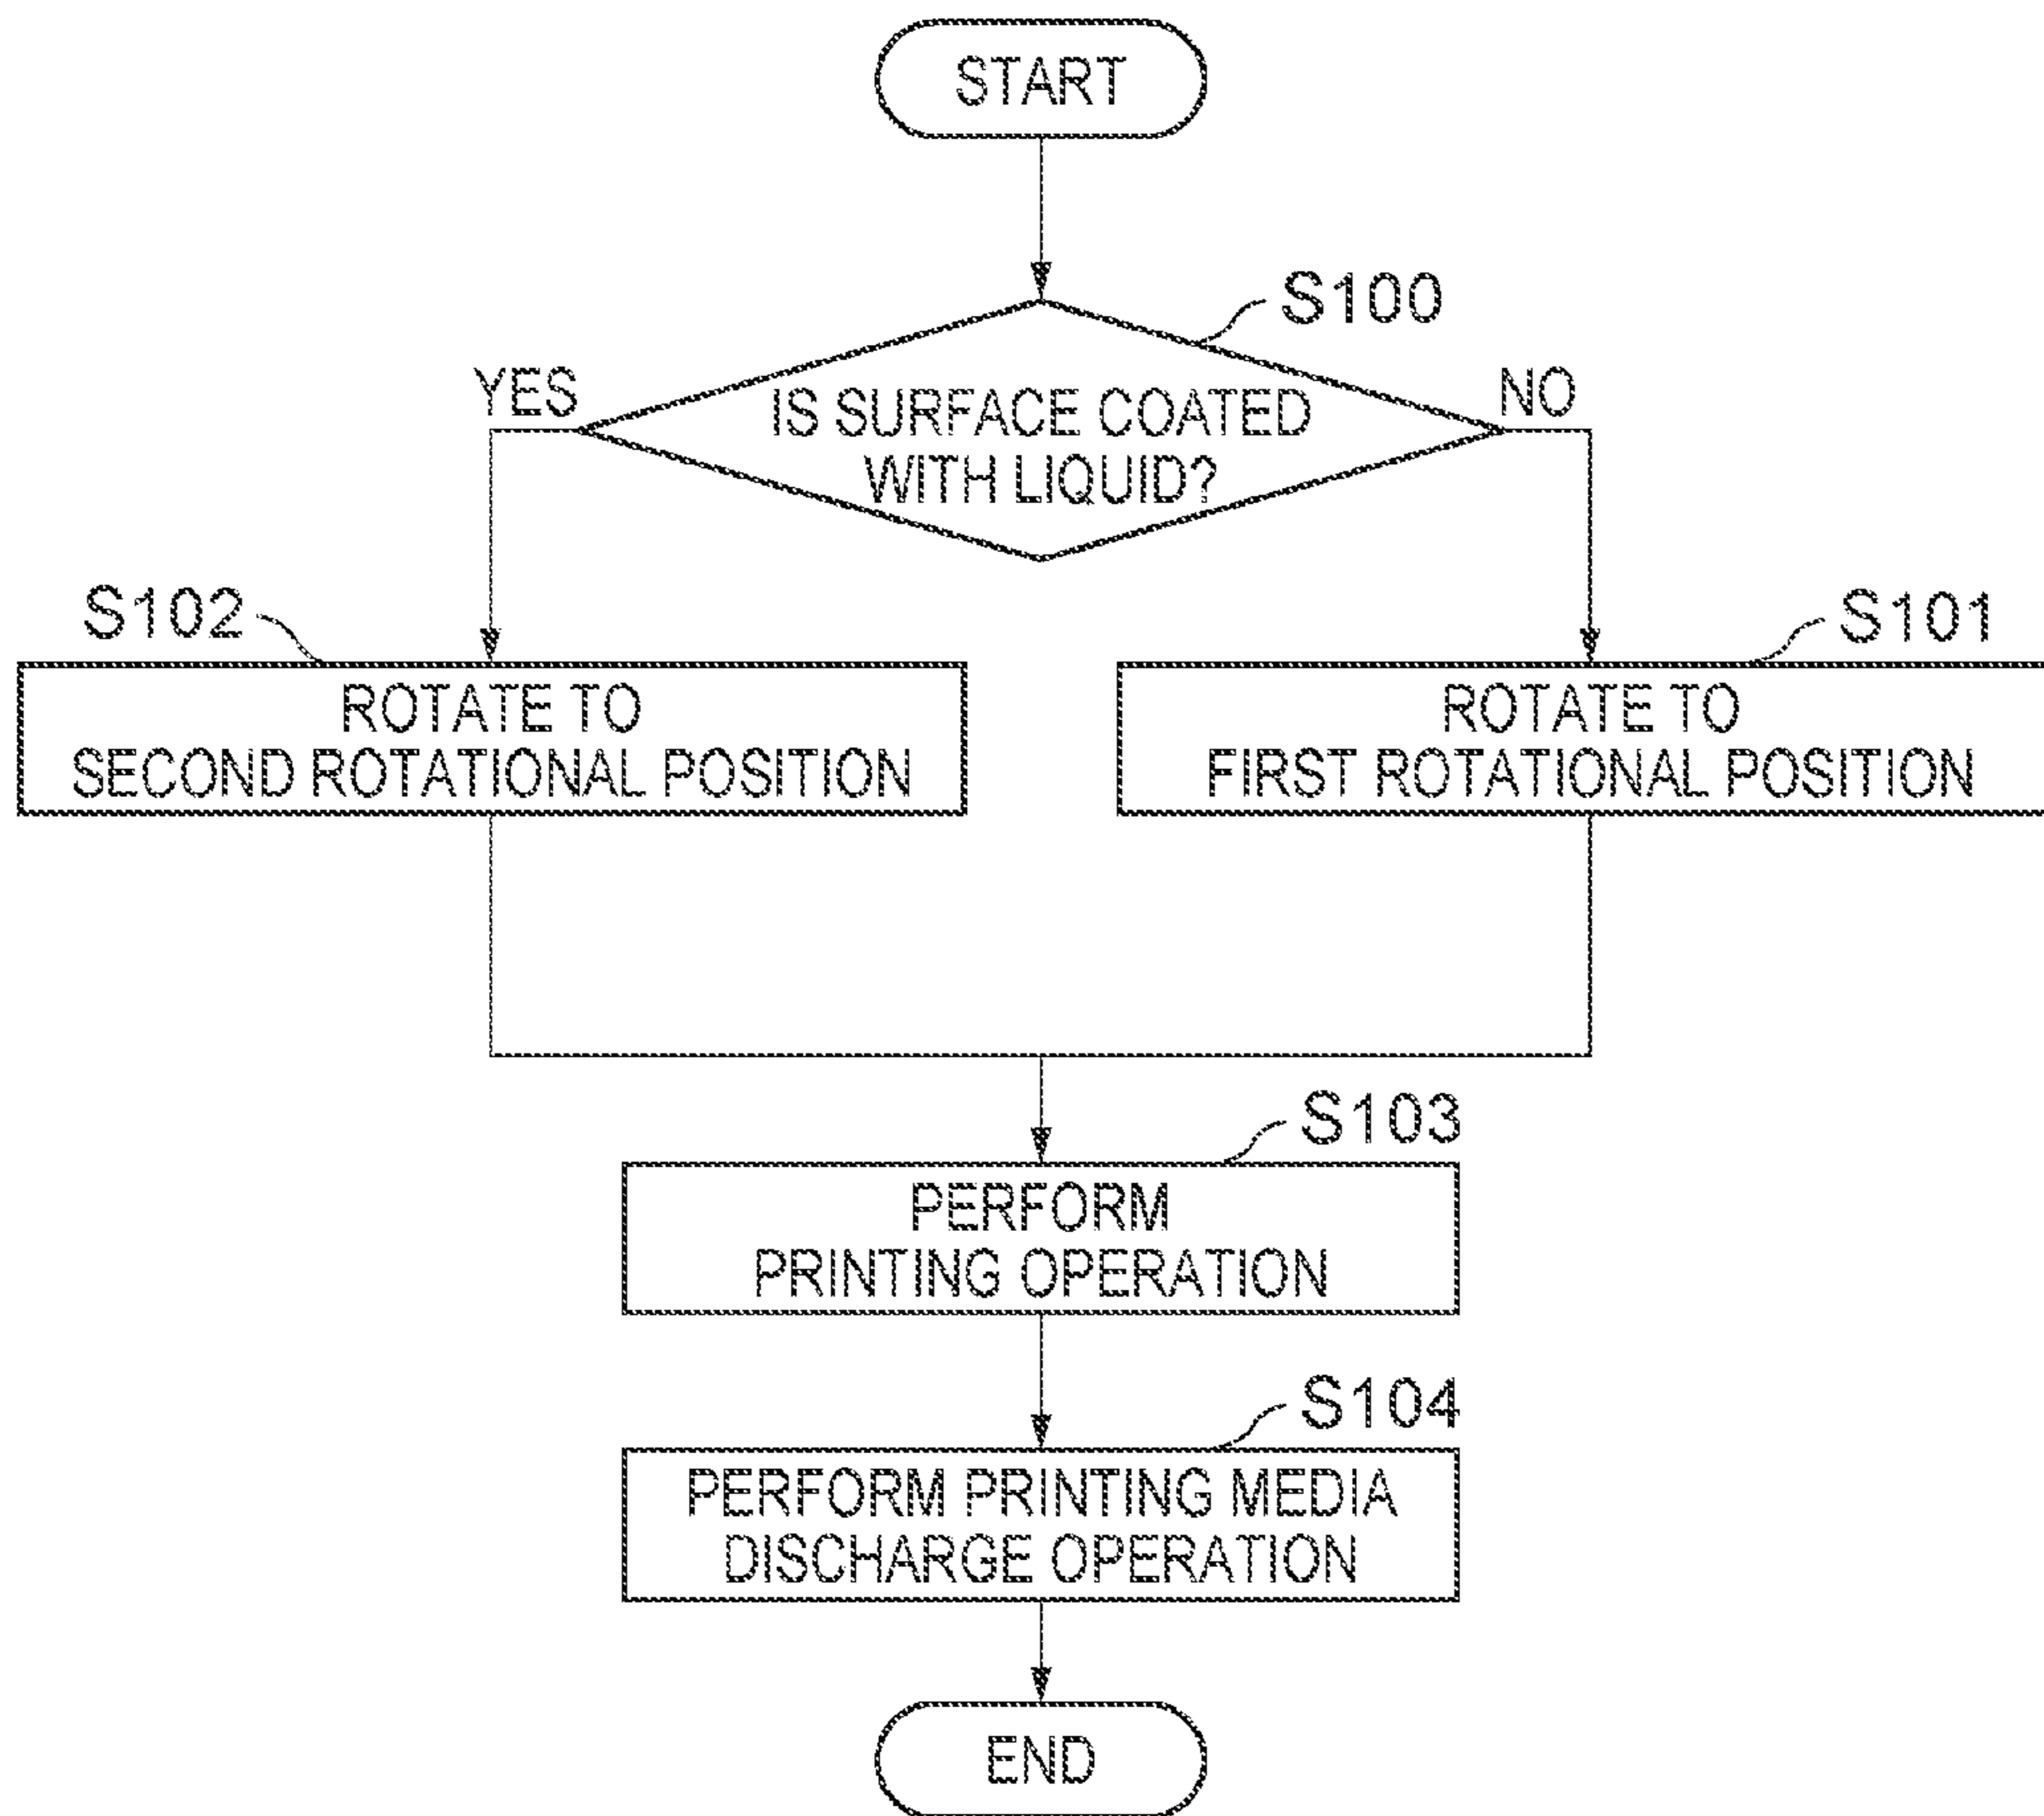 START
S100
YES
NO
IS SURFACE COATED
WITH LIQUID?
S102
S101
ROTATE TO
SECOND ROTATIONAL POSITION
ROTATE TO
FIRST ROTATIONAL POSITION
S103
PERFORM
PRINTING OPERATION
S104
PERFORM PRINTING MEDIA
DISCHARGE OPERATION
END